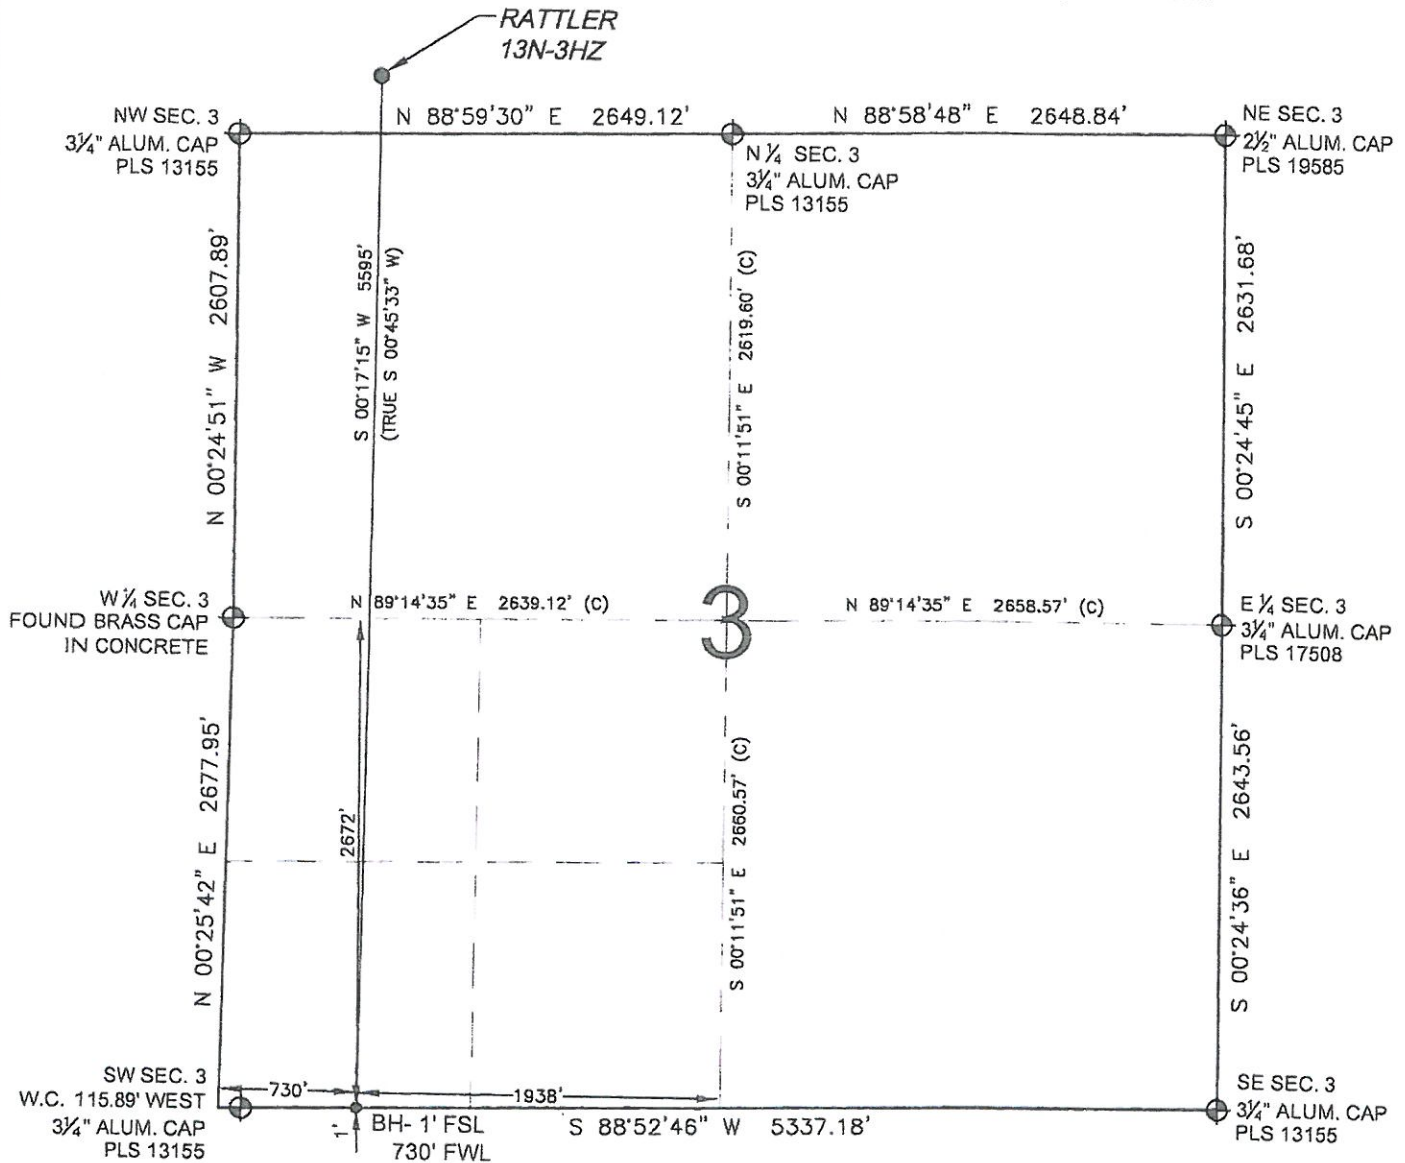 RATTLER
13N-3HZ
NW SEC. 3
3¼" ALUM. CAP
PLS 13155
N 88°59'30" E 2649.12'
N 88°58'48" E 2648.84'
NE SEC. 3
2½" ALUM. CAP
PLS 19585
N ¼ SEC. 3
3¼" ALUM. CAP
PLS 13155
N 00°24'51" W 2607.89'
S 00°17'15" W 5595'
(TRUE S 00°45'33" W)
S 00°11'51" E 2619.60' (C)
S 00°24'45" E 2631.68'
W ¼ SEC. 3
FOUND BRASS CAP
IN CONCRETE
N 89°14'35" E 2639.12' (C)
3
N 89°14'35" E 2658.57' (C)
E ¼ SEC. 3
3¼" ALUM. CAP
PLS 17508
N 00°25'42" E 2677.95'
2672'
S 00°11'51" E 2660.57' (C)
S 00°24'36" E 2643.56'
SW SEC. 3
W.C. 115.89' WEST
3¼" ALUM. CAP
PLS 13155
730'
1938'
1'
BH- 1' FSL
730' FWL
S 88°52'46" W 5337.18'
SE SEC. 3
3¼" ALUM. CAP
PLS 13155